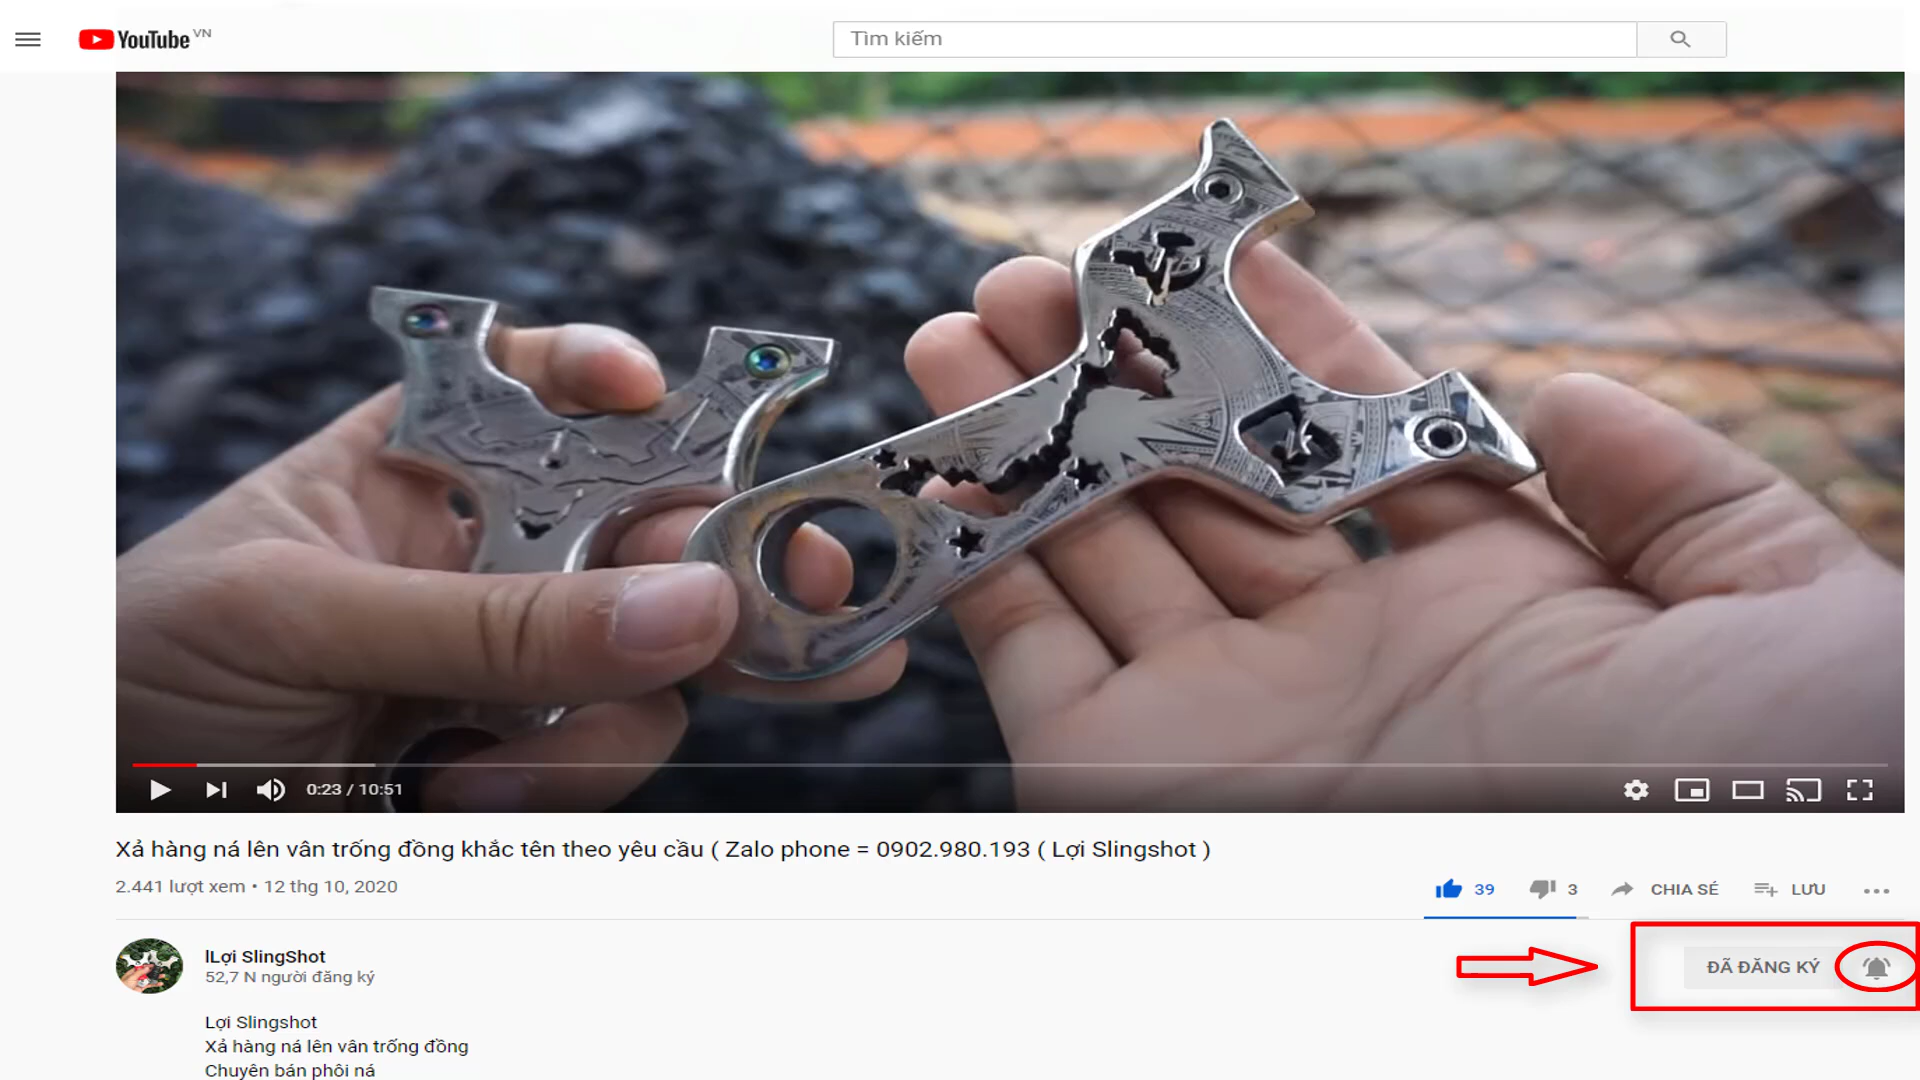 YouTube VN
Tìm kiếm
0:23 / 10:51
Xả hàng ná lên vân trống đồng khắc tên theo yêu cầu ( Zalo phone = 0902.980.193 ( Lợi Slingshot )
2.441 lượt xem • 12 thg 10, 2020
39
3
CHIA SẺ
LƯU
lLợi SlingShot
52,7 N người đăng ký
ĐÃ ĐĂNG KÝ
Lợi Slingshot
Xả hàng ná lên vân trống đồng
Chuyên bán phôi ná